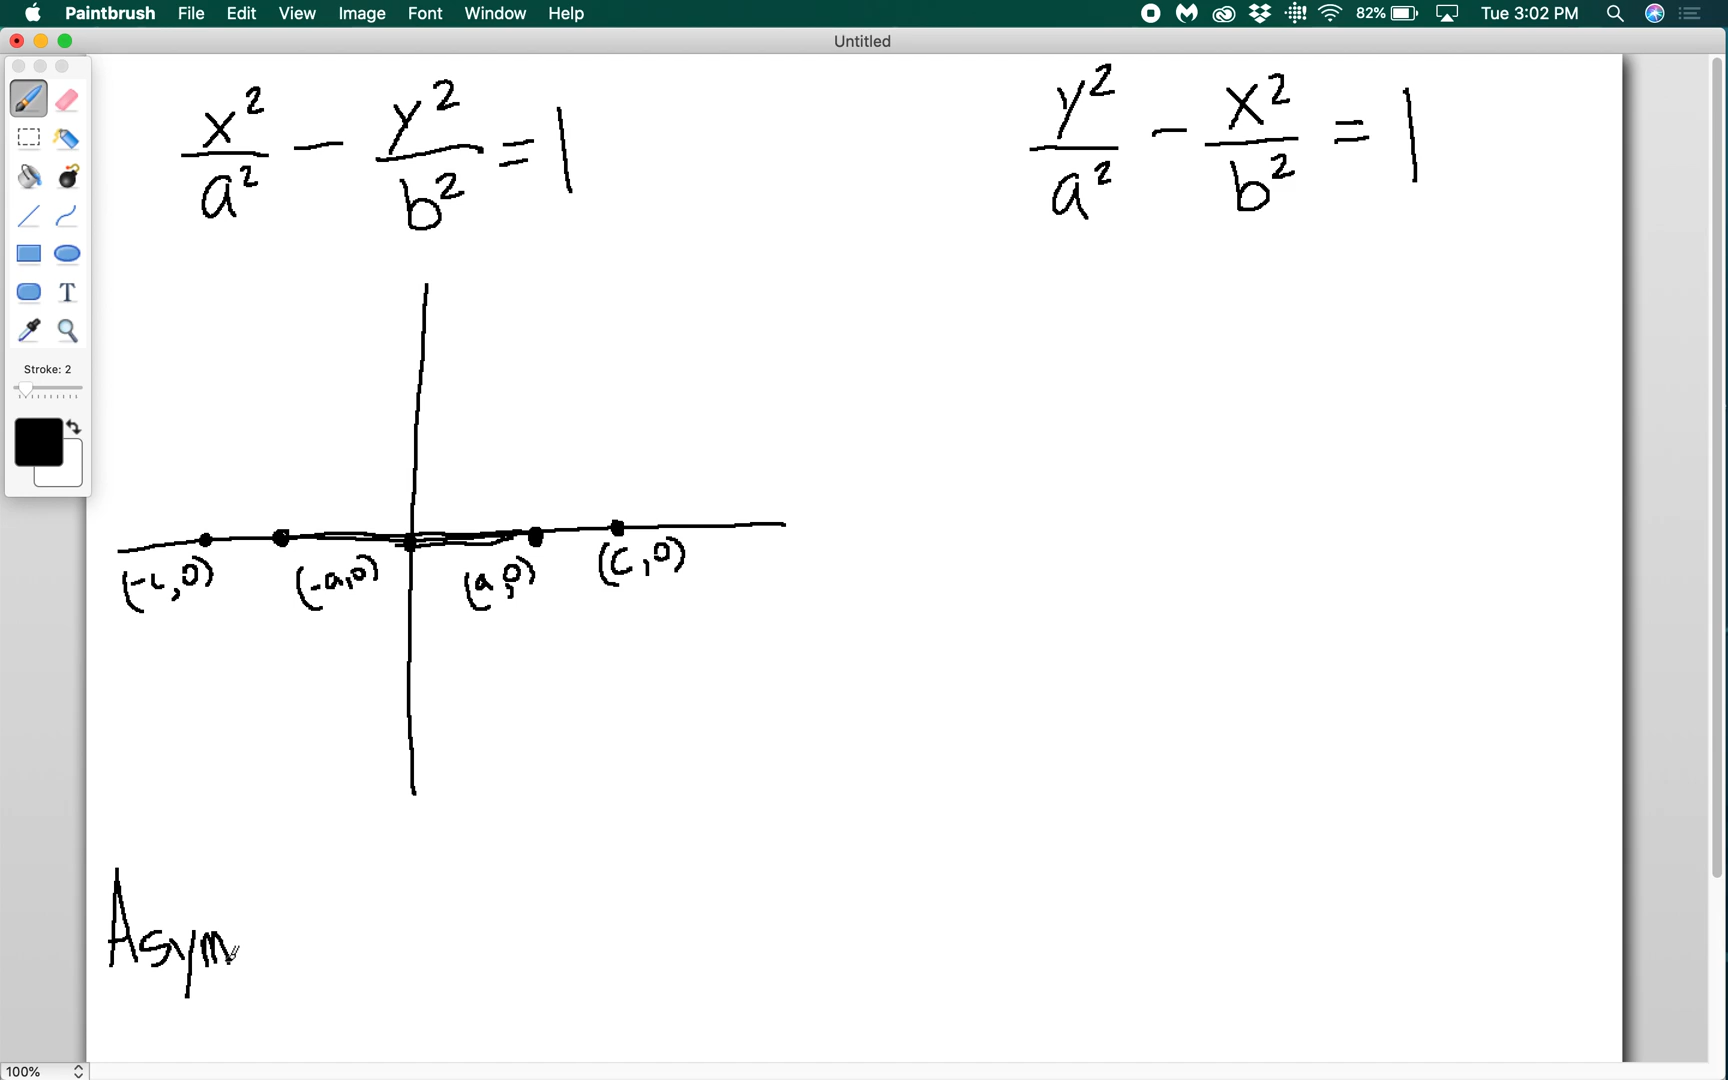 Paintbrush File Edit View Image Font Window Help 82% Tue 3:02 PM
Untitled
x²/a² − y²/b² = 1
y²/a² − x²/b² = 1
Stroke: 2
(-c, 0) (-a, 0) (a, 0) (c, 0)
Asym
100%